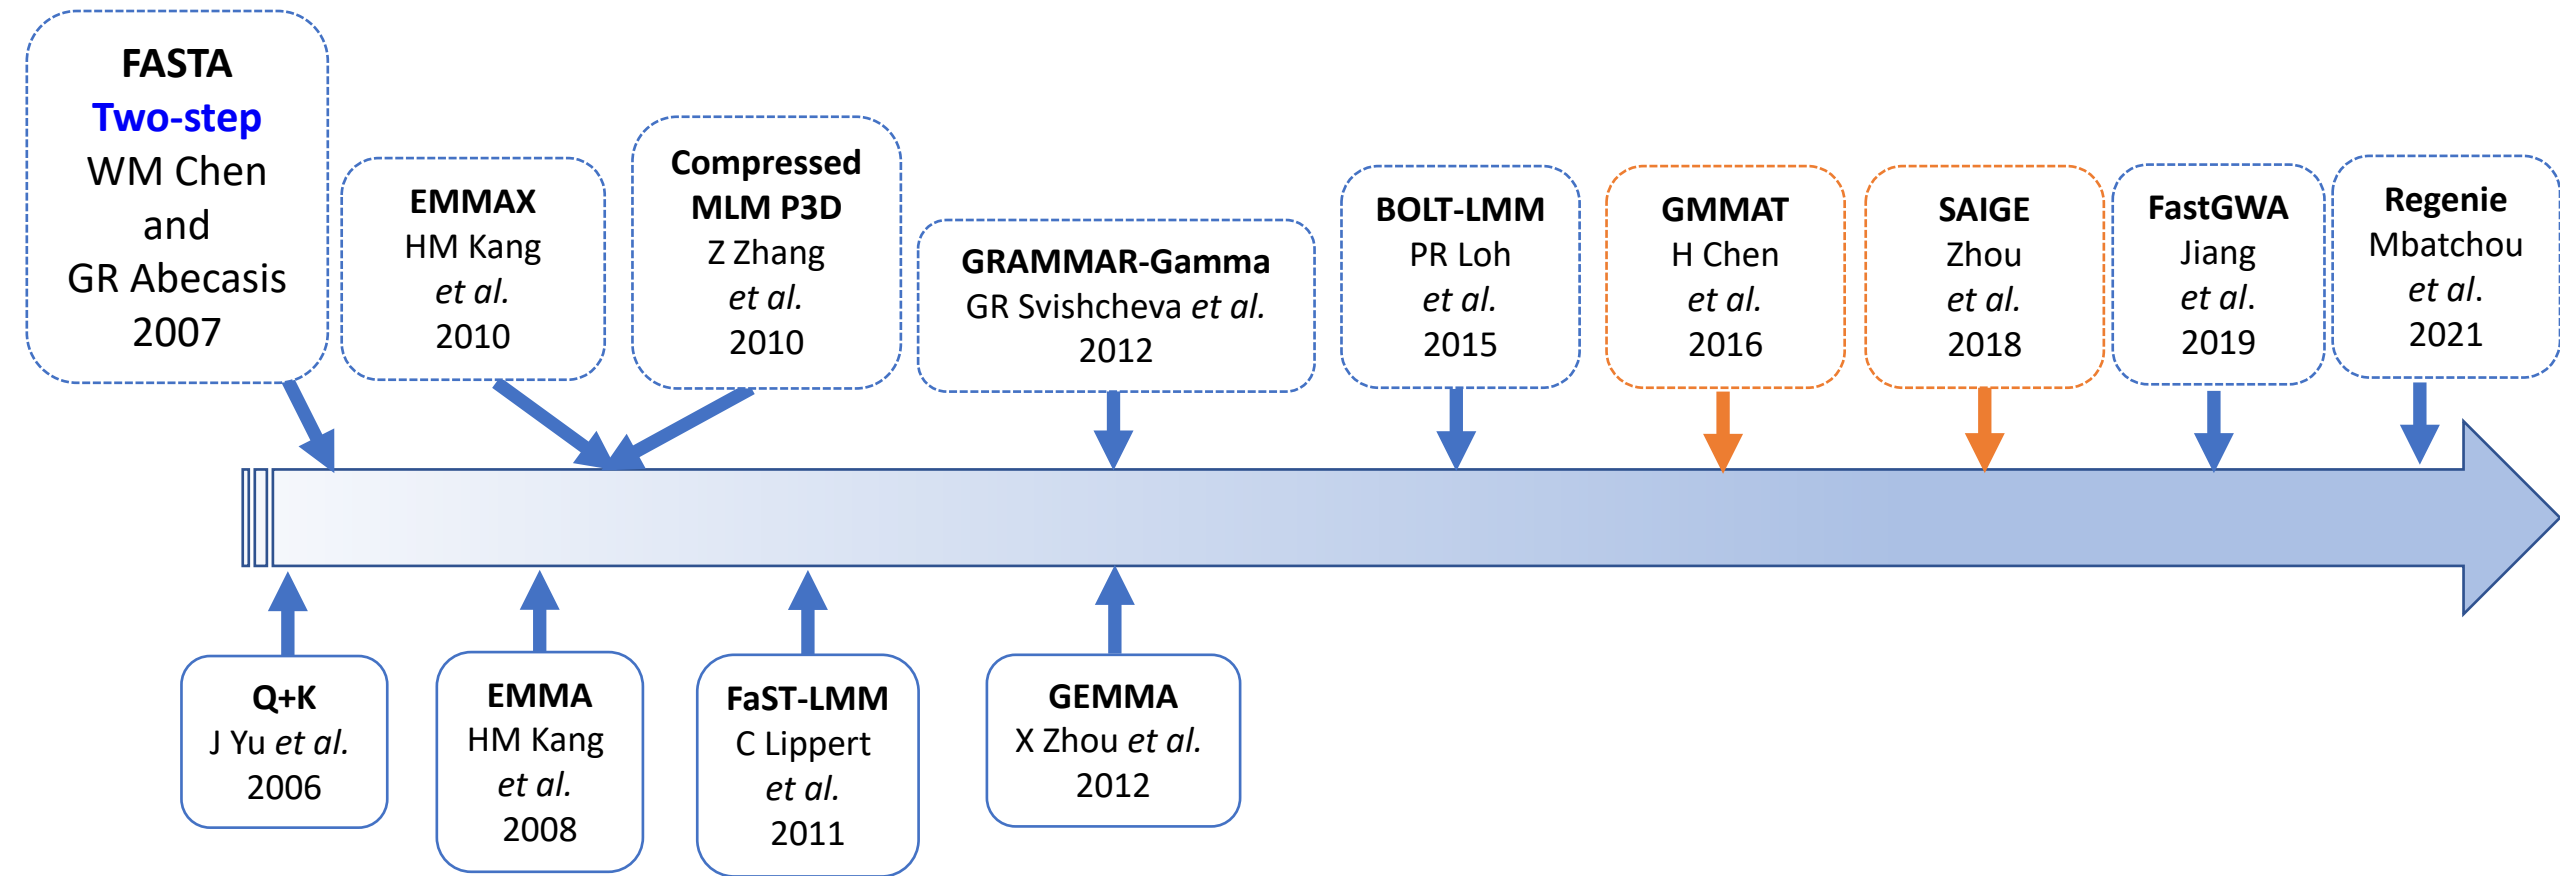 FASTA
Two-step
WM Chen
and
GR Abecasis
2007
EMMAX
HM Kang
et al.
2010
Compressed
MLM P3D
Z Zhang
et al.
2010
GRAMMAR-Gamma
GR Svishcheva et al.
2012
BOLT-LMM
PR Loh
et al.
2015
GMMAT
H Chen
et al.
2016
SAIGE
Zhou
et al.
2018
FastGWA
Jiang
et al.
2019
Regenie
Mbatchou
et al.
2021
Q+K
J Yu et al.
2006
EMMA
HM Kang
et al.
2008
FaST-LMM
C Lippert
et al.
2011
GEMMA
X Zhou et al.
2012